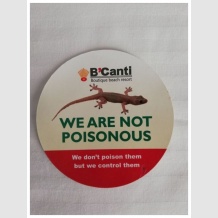 B'Canti
Boutique beach resort
WE ARE NOT
POISONOUS
We don't poison them
but we control them